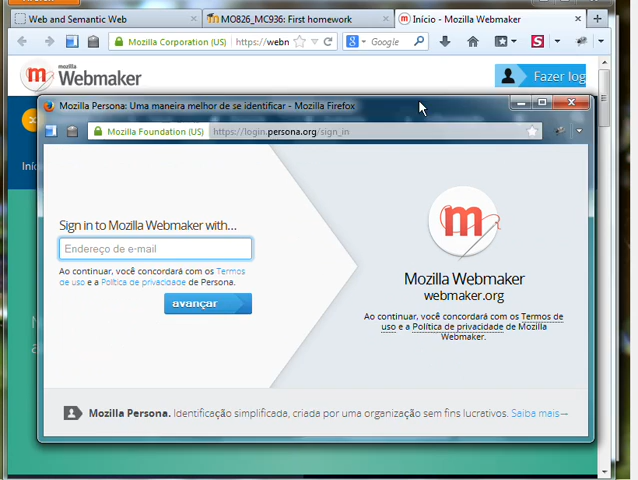 Web and Semantic Web
MO826_MC936: First homework
Início - Mozilla Webmaker
Mozilla Corporation (US)
https://webn
Google
mozilla
Webmaker
Fazer log
Mozilla Persona: Uma maneira melhor de se identificar - Mozilla Firefox
Mozilla Foundation (US)
https://login.persona.org/sign_in
Iníc
Sign in to Mozilla Webmaker with...
Endereço de e-mail
Ao continuar, você concordará com os Termos
de uso e a Política de privacidade de Persona.
avançar
m
Mozilla Webmaker
webmaker.org
Ao continuar, você concordará com os Termos de
uso e a Política de privacidade de Mozilla
Webmaker.
Mozilla Persona. Identificação simplificada, criada por uma organização sem fins lucrativos. Saiba mais→